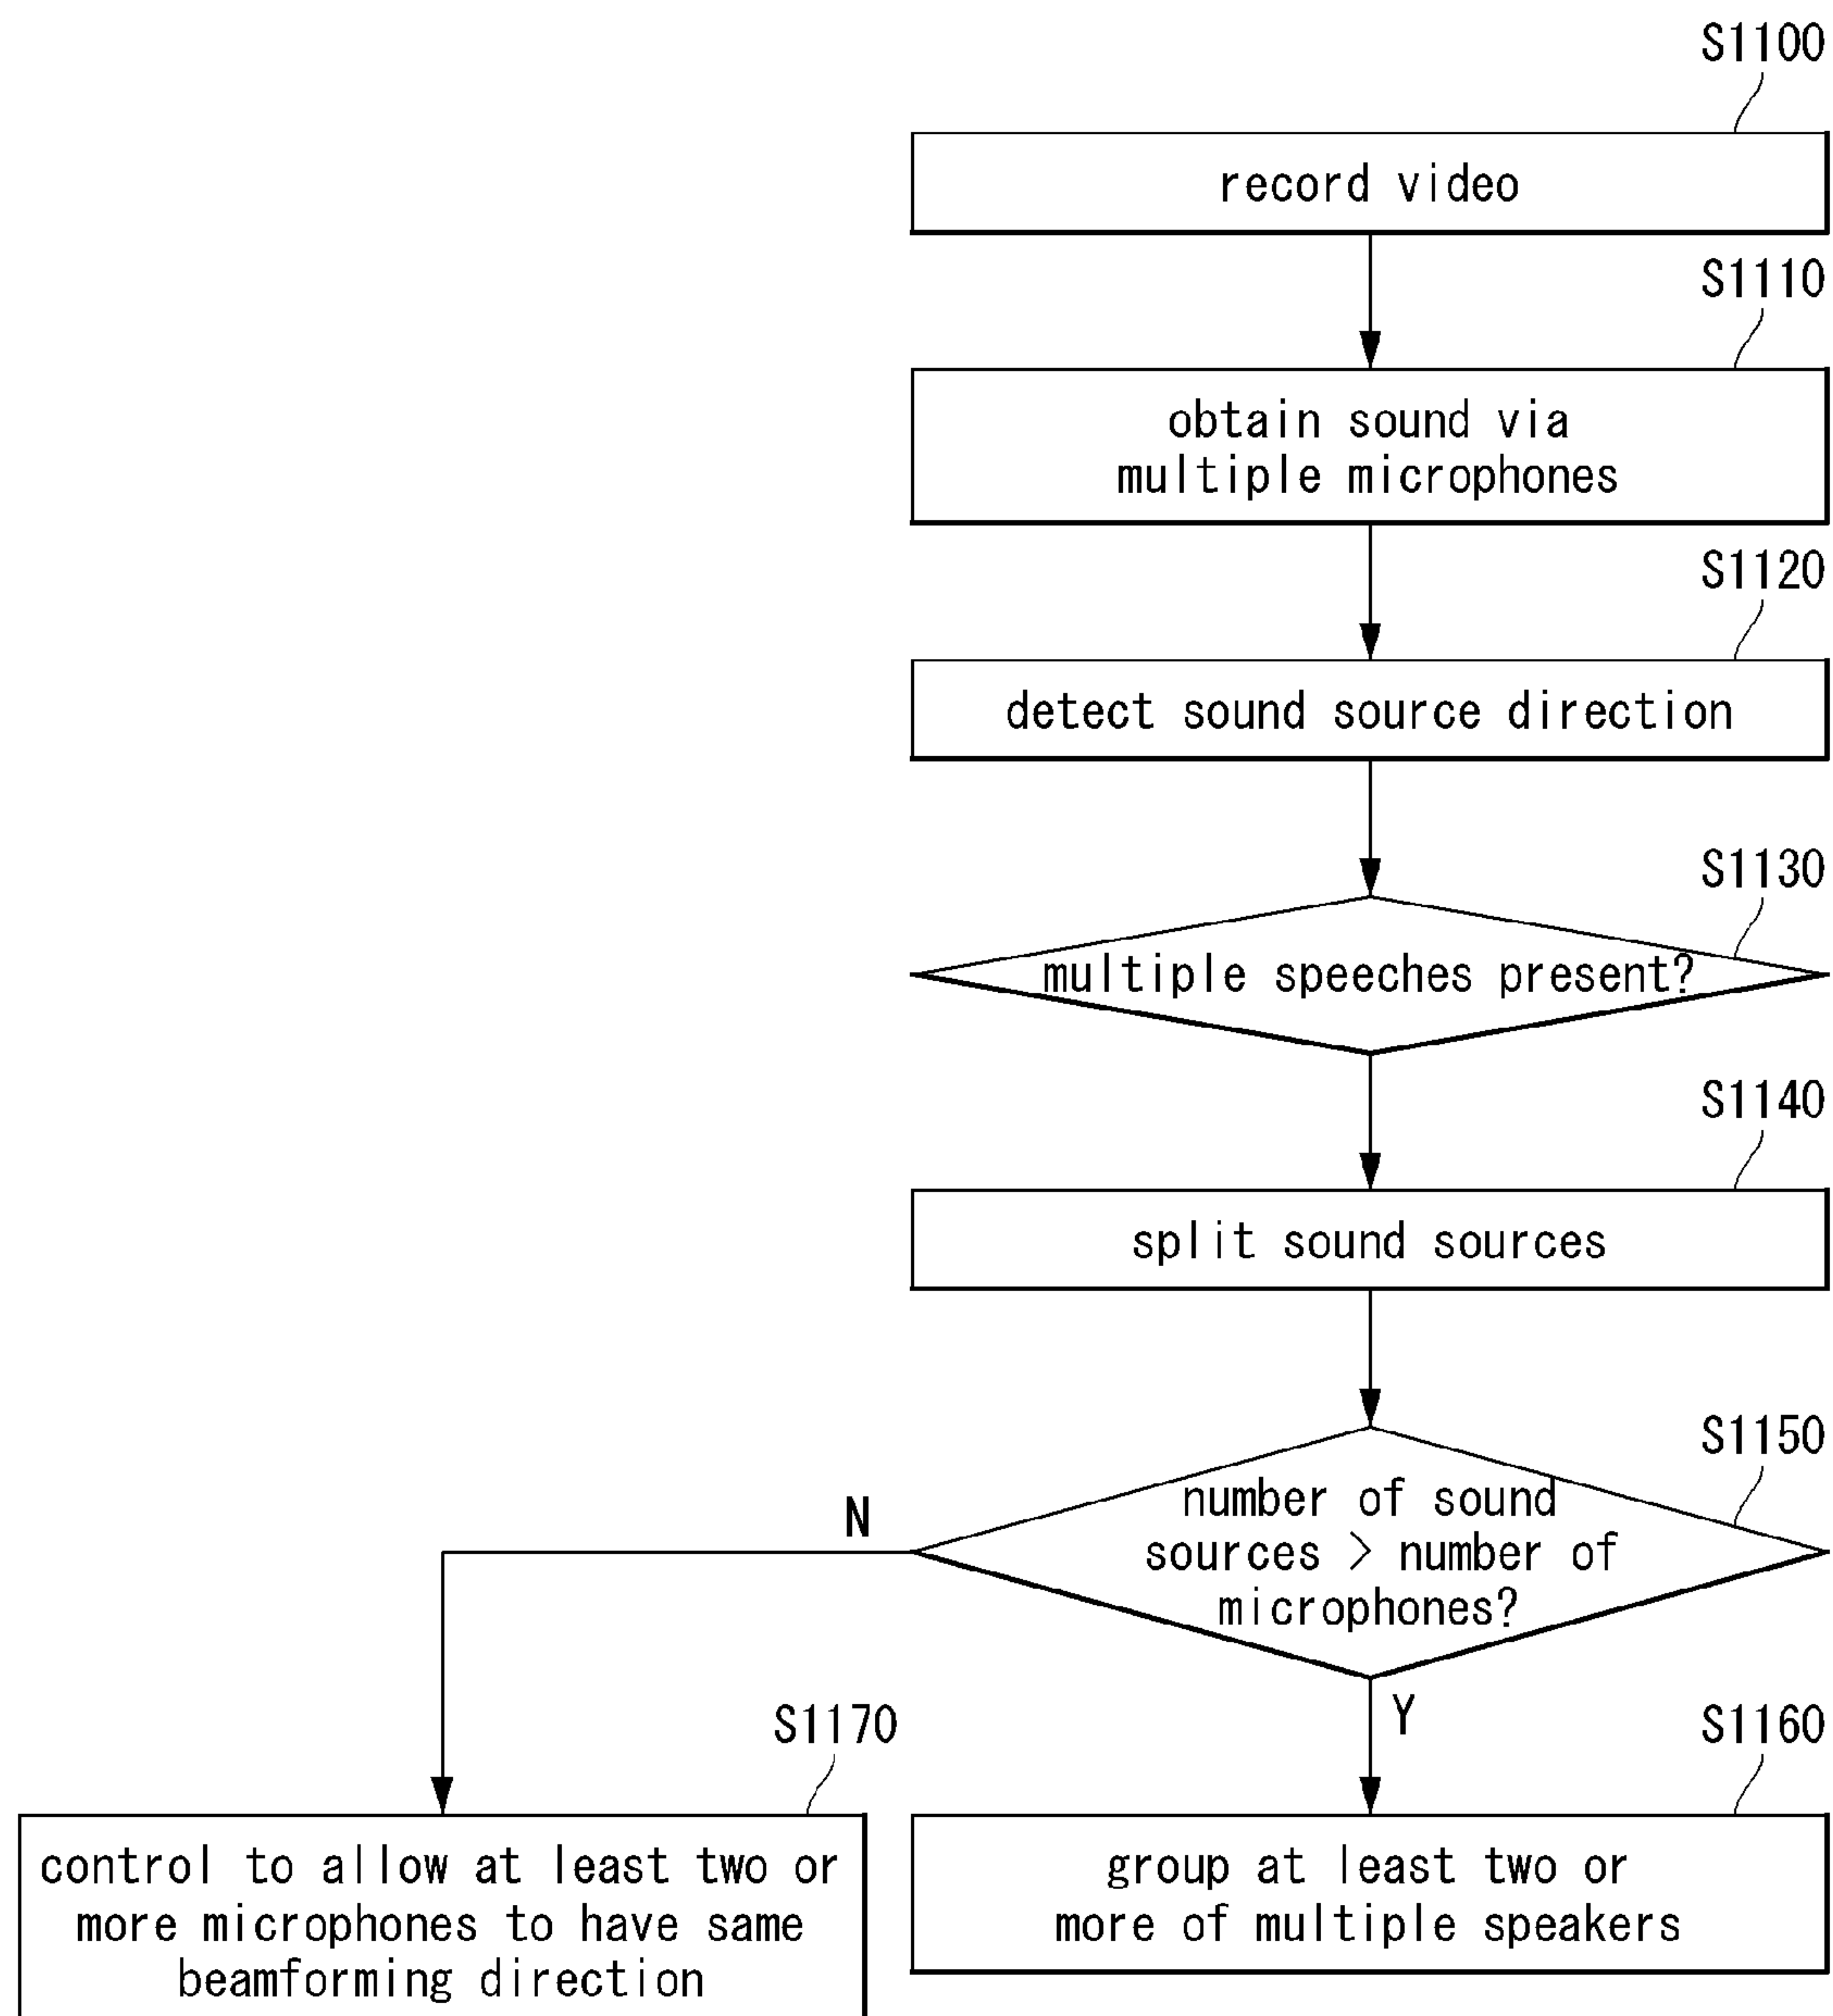 S1100
record video
S1110
obtain sound via
multiple microphones
S1120
detect sound source direction
S1130
multiple speeches present?
S1140
split sound sources
S1150
number of sound
sources > number of
microphones?
N
Y
S1170
control to allow at least two or
more microphones to have same
beamforming direction
S1160
group at least two or
more of multiple speakers